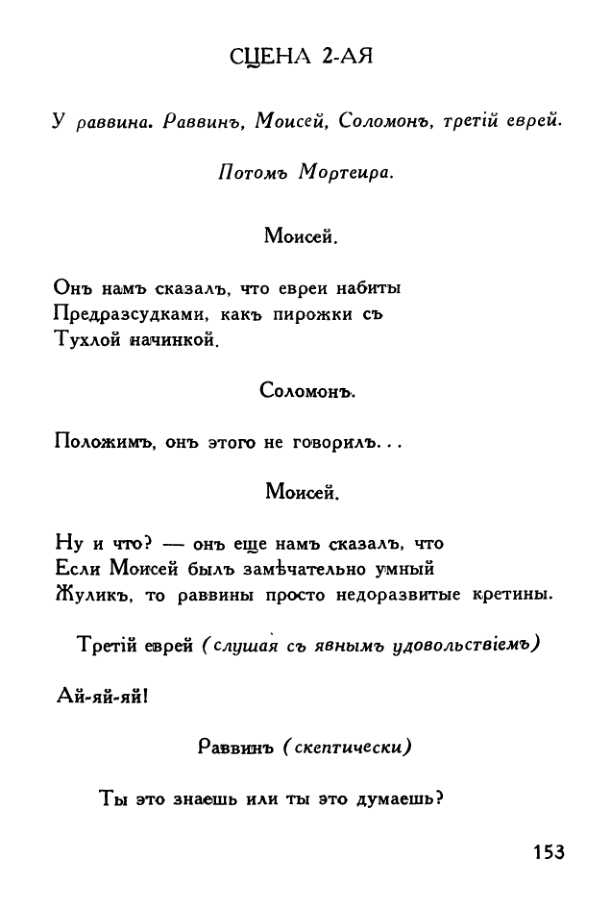 СЦЕНА 2-АЯ
У раввина. Раввинъ, Моисей, Соломонъ, третій еврей.
Потомъ Мортеира.
Моисей.
Онъ намъ сказалъ, что евреи набиты
Предразсудками, какъ пирожки съ
Тухлой начинкой.
Соломонъ.
Положимъ, онъ этого не говорилъ...
Моисей.
Ну и что? — онъ еще намъ сказалъ, что
Если Моисей былъ замѣчательно умный
Жуликъ, то раввины просто недоразвитые кретины.
Третій еврей (слушая съ явнымъ удовольствіемъ)
Ай-яй-яй!
Раввинъ (скептически)
Ты это знаешь или ты это думаешь?
153